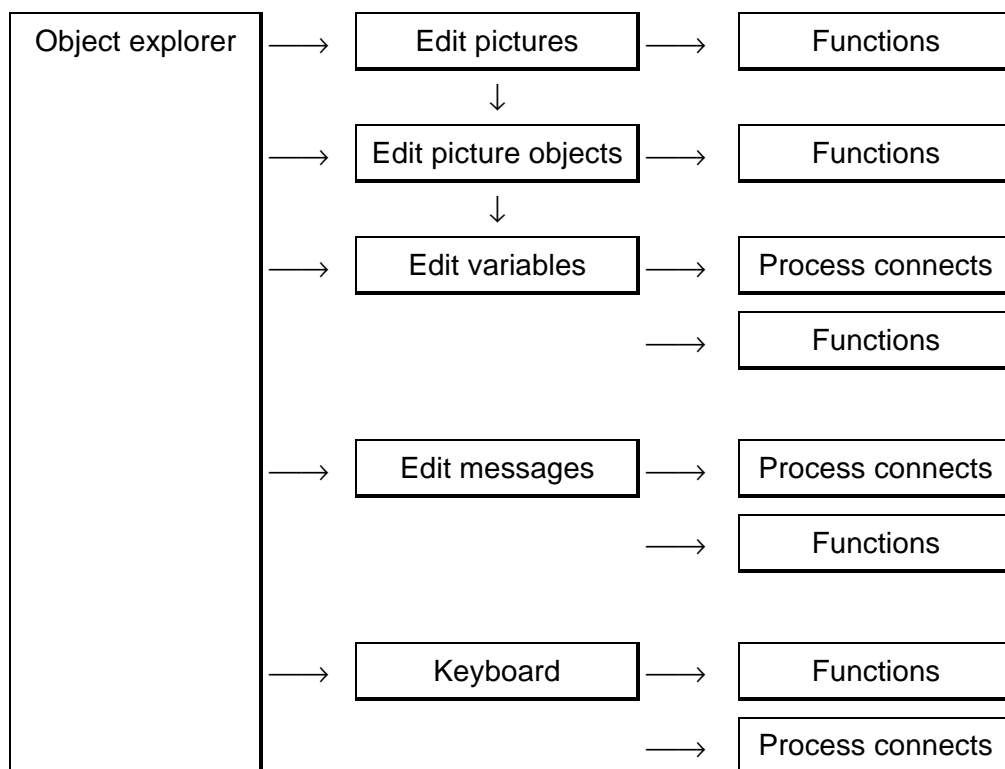 Object explorer
Edit pictures
Functions
Edit picture objects
Functions
Edit variables
Process connects
Functions
Edit messages
Process connects
Functions
Keyboard
Functions
Process connects